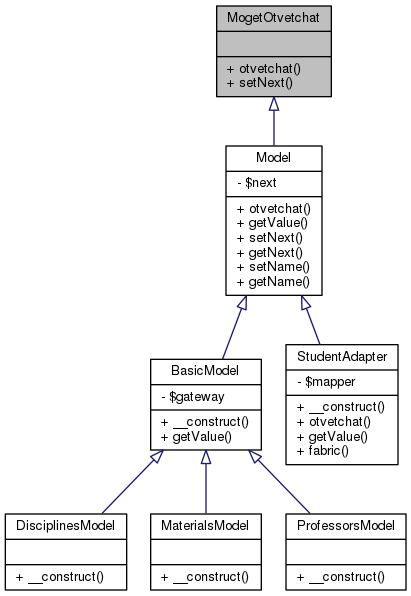 MogetOtvetchat
+ otvetchat()
+ setNext()
Model
- $next
+ otvetchat()
+ getValue()
+ setNext()
+ getNext()
+ setName()
+ getName()
BasicModel
- $gateway
+ __construct()
+ getValue()
StudentAdapter
- $mapper
+ __construct()
+ otvetchat()
+ getValue()
+ fabric()
DisciplinesModel
+ __construct()
MaterialsModel
+ __construct()
ProfessorsModel
+ __construct()